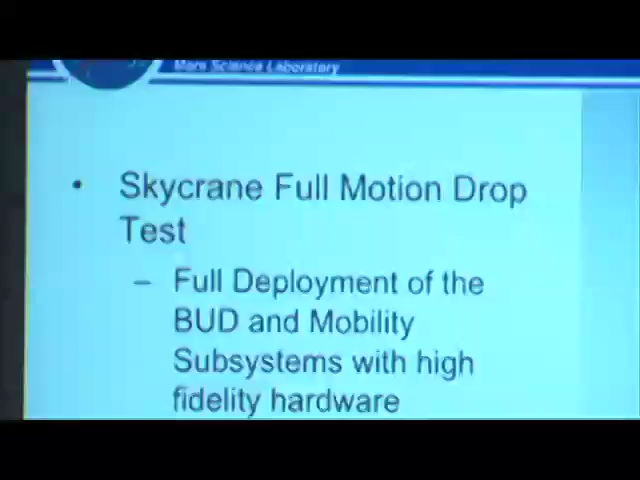 Mars Science Laboratory
• Skycrane Full Motion Drop
Test
– Full Deployment of the
BUD and Mobility
Subsystems with high
fidelity hardware